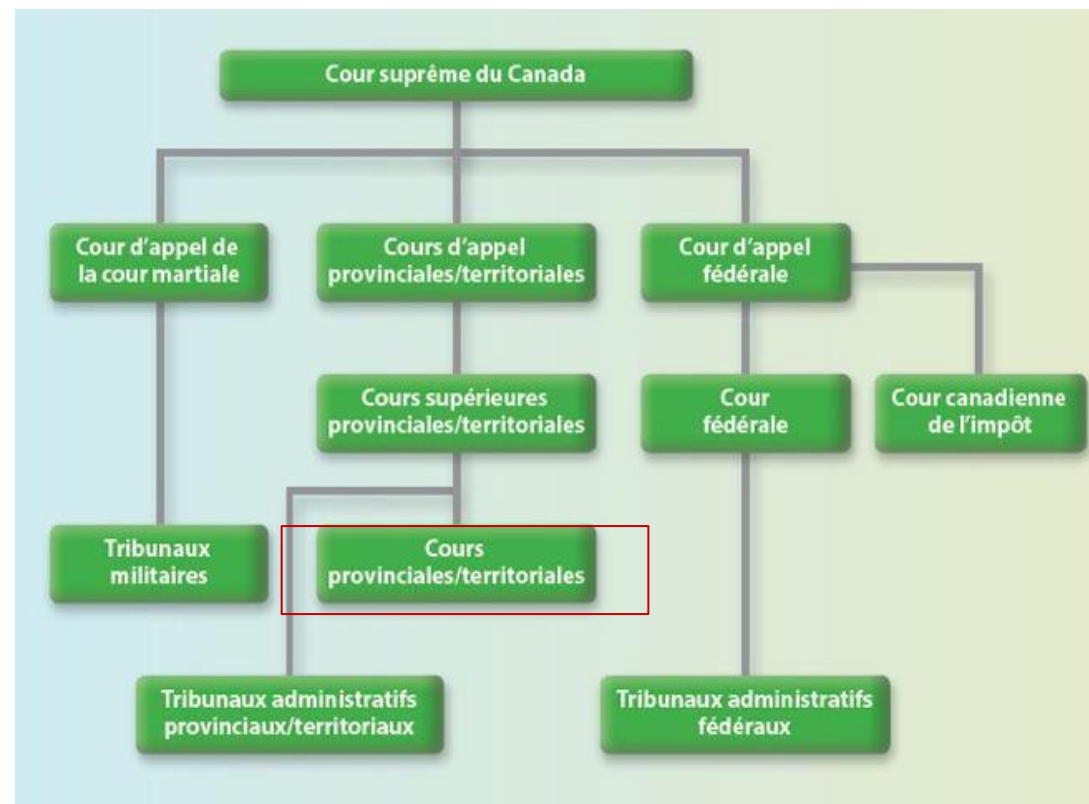 Cour suprême du Canada
Cour d'appel de
la cour martiale
Cours d'appel
provinciales/territoriales
Cour d'appel
fédérale
Cours supérieures
provinciales/territoriales
Cour
fédérale
Cour canadienne
de l'impôt
Tribunaux
militaires
Cours
provinciales/territoriales
Tribunaux administratifs
provinciaux/territoriaux
Tribunaux administratifs
fédéraux